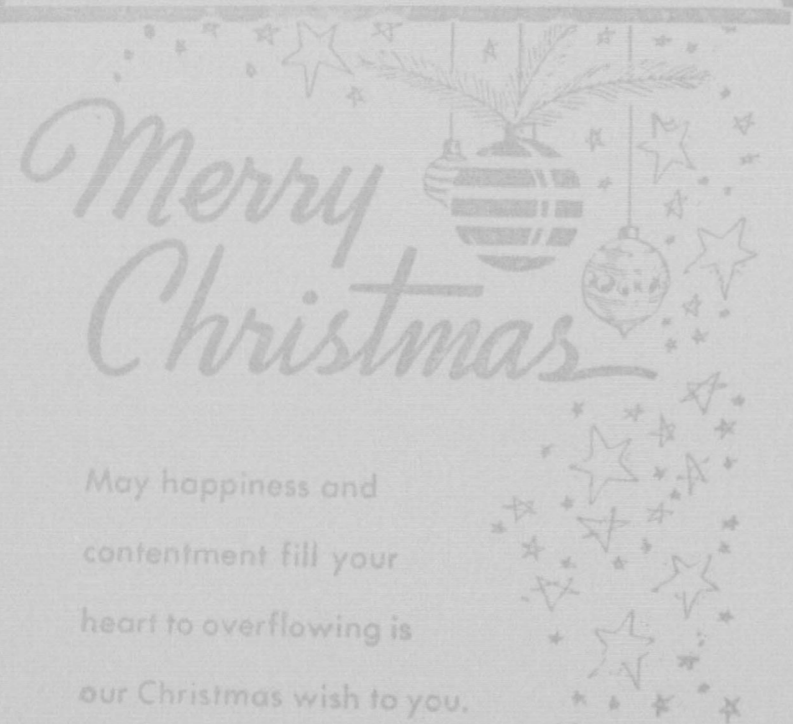 Merry
Christmas
May happiness and
contentment fill your
heart to overflowing is
our Christmas wish to you.